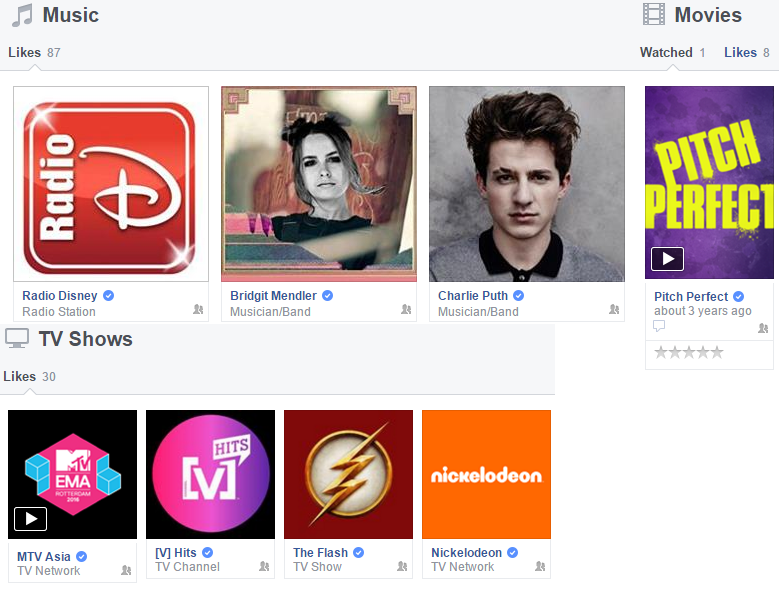 Music
Likes 87
Radio
Radio Disney
Radio Station
Bridgit Mendler
Musician/Band
Charlie Puth
Musician/Band
Movies
Watched 1 Likes 8
PITCH
PERFECT
Pitch Perfect
about 3 years ago
TV Shows
Likes 30
MTV
EMA
ROTTERDAM
2016
MTV Asia
TV Network
HITS
[V]
[V] Hits
TV Channel
The Flash
TV Show
nickelodeon
Nickelodeon
TV Network